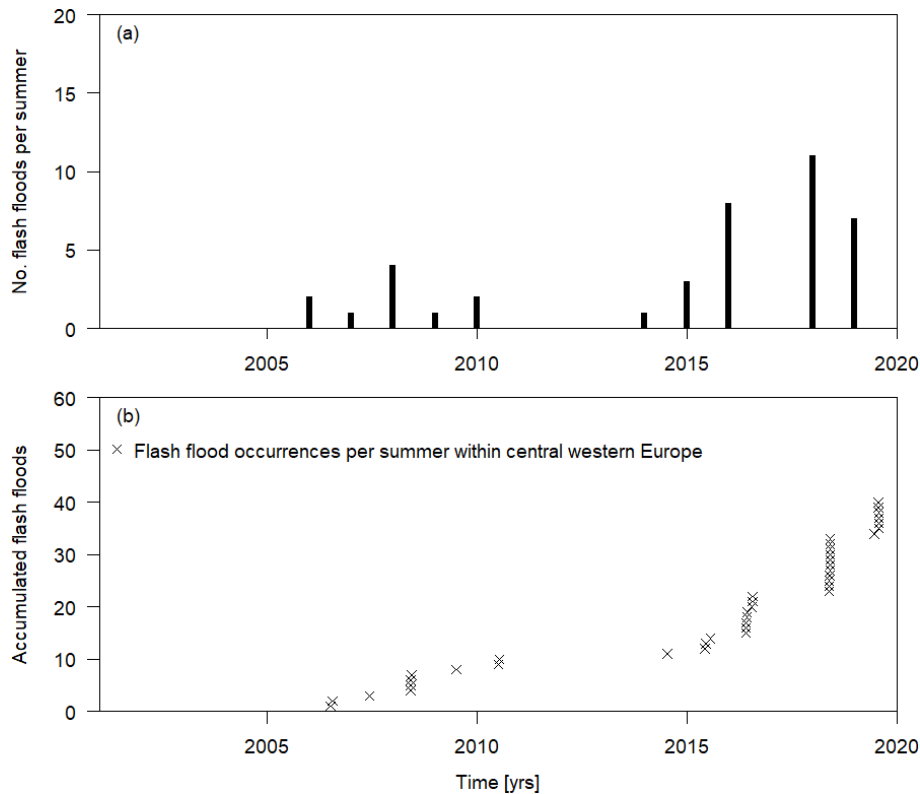 (a)
No. flash floods per summer
20
15
10
5
0
2005 2010 2015 2020
(b)
Flash flood occurrences per summer within central western Europe
Accumulated flash floods
60
50
40
30
20
10
0
2005 2010 2015 2020
Time [yrs]